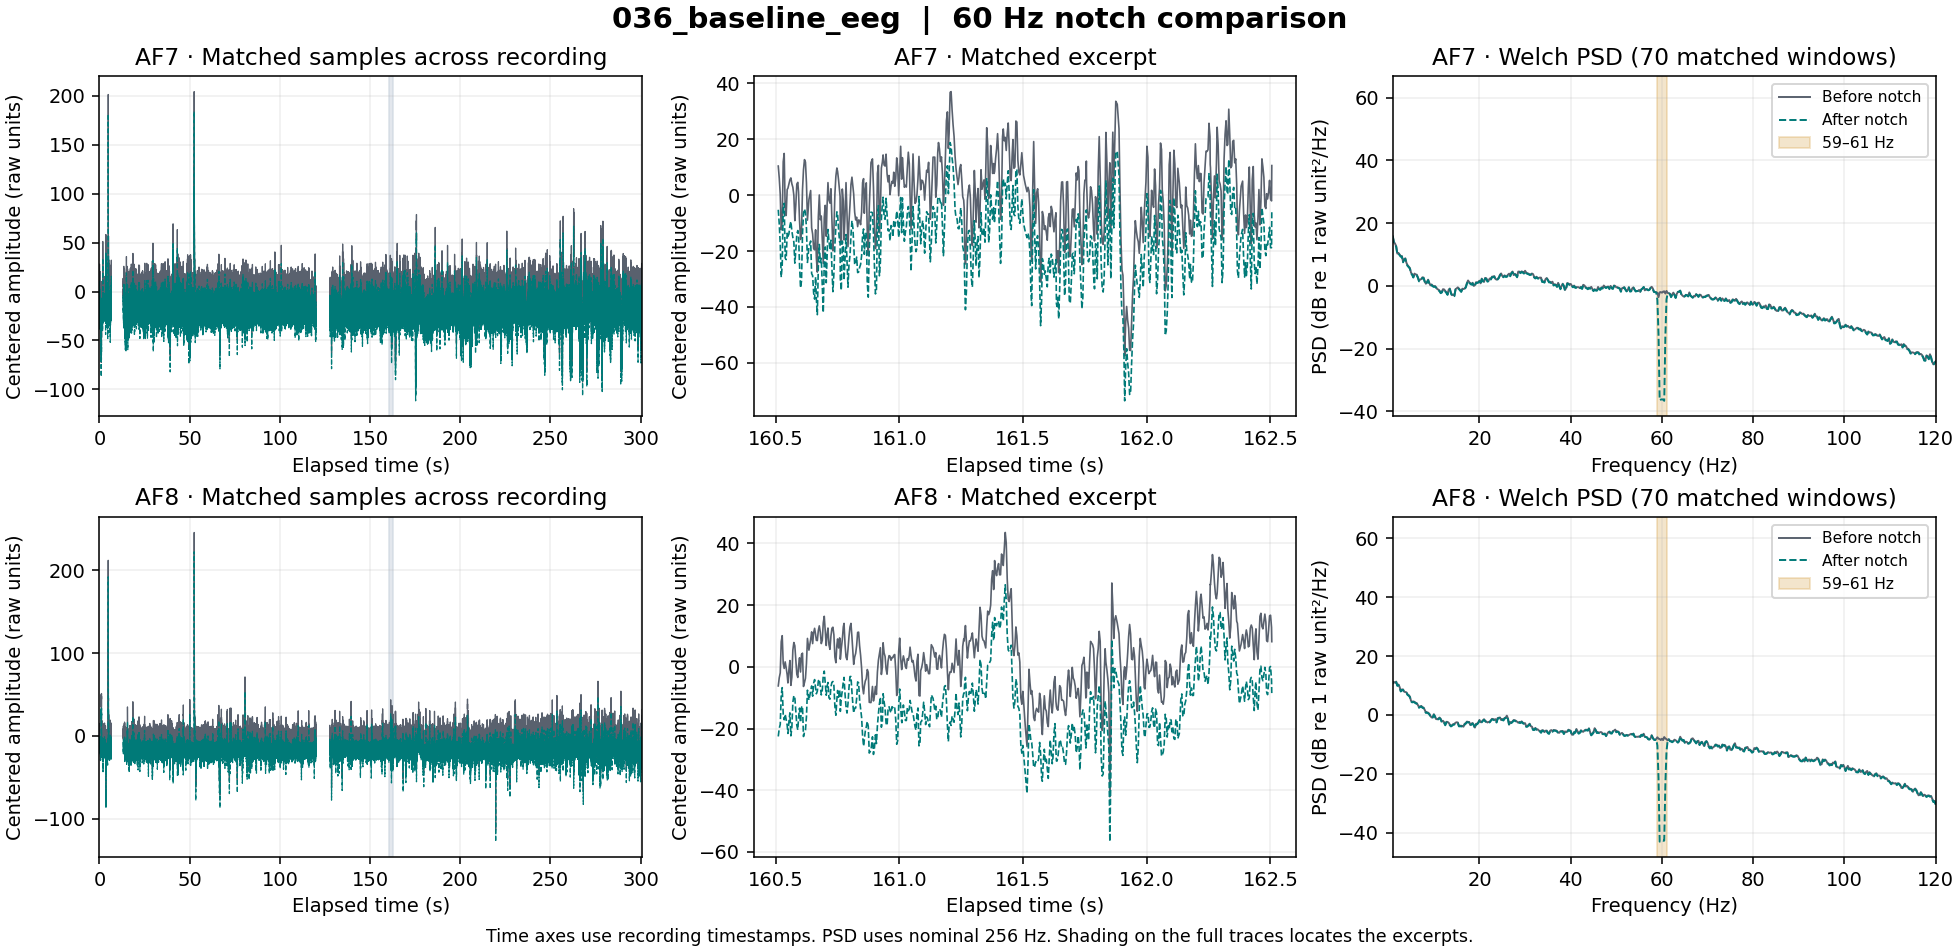 036_baseline_eeg  |  60 Hz notch comparison
AF7 · Matched samples across recording
Centered amplitude (raw units)
200
150
100
50
0
−50
−100
0 50 100 150 200 250 300
Elapsed time (s)
AF7 · Matched excerpt
Centered amplitude (raw units)
40
20
0
−20
−40
−60
160.5 161.0 161.5 162.0 162.5
Elapsed time (s)
AF7 · Welch PSD (70 matched windows)
PSD (dB re 1 raw unit²/Hz)
60
40
20
0
−20
−40
20 40 60 80 100 120
Frequency (Hz)
Before notch
After notch
59–61 Hz
AF8 · Matched samples across recording
Centered amplitude (raw units)
200
100
0
−100
0 50 100 150 200 250 300
Elapsed time (s)
AF8 · Matched excerpt
Centered amplitude (raw units)
40
20
0
−20
−40
−60
160.5 161.0 161.5 162.0 162.5
Elapsed time (s)
AF8 · Welch PSD (70 matched windows)
PSD (dB re 1 raw unit²/Hz)
60
40
20
0
−20
−40
20 40 60 80 100 120
Frequency (Hz)
Before notch
After notch
59–61 Hz
Time axes use recording timestamps. PSD uses nominal 256 Hz. Shading on the full traces locates the excerpts.